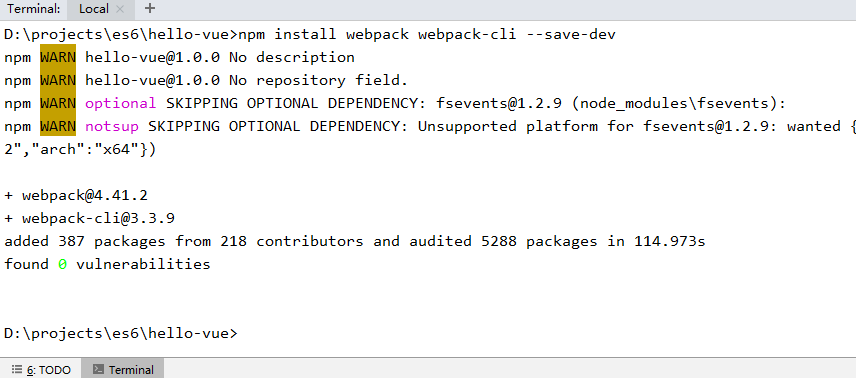 Terminal: Local × +
D:\projects\es6\hello-vue>npm install webpack webpack-cli --save-dev
npm WARN hello-vue@1.0.0 No description
npm WARN hello-vue@1.0.0 No repository field.
npm WARN optional SKIPPING OPTIONAL DEPENDENCY: fsevents@1.2.9 (node_modules\fsevents):
npm WARN notsup SKIPPING OPTIONAL DEPENDENCY: Unsupported platform for fsevents@1.2.9: wanted {
2","arch":"x64"})
+ webpack@4.41.2
+ webpack-cli@3.3.9
added 387 packages from 218 contributors and audited 5288 packages in 114.973s
found 0 vulnerabilities
D:\projects\es6\hello-vue>
6: TODO Terminal